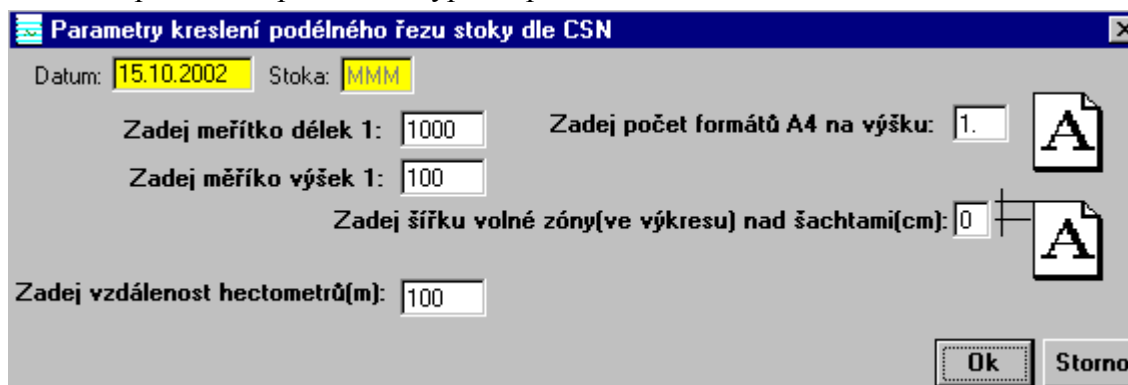 Parametry kreslení podélného řezu stoky dle CSN
Datum: 15.10.2002 Stoka: MMM
Zadej meřítko délek 1: 1000 Zadej počet formátů A4 na výšku: 1. A
Zadej měříko výšek 1: 100
Zadej šířku volné zóny(ve výkresu) nad šachtami(cm): 0 A
Zadej vzdálenost hectometrů(m): 100
Ok Storno